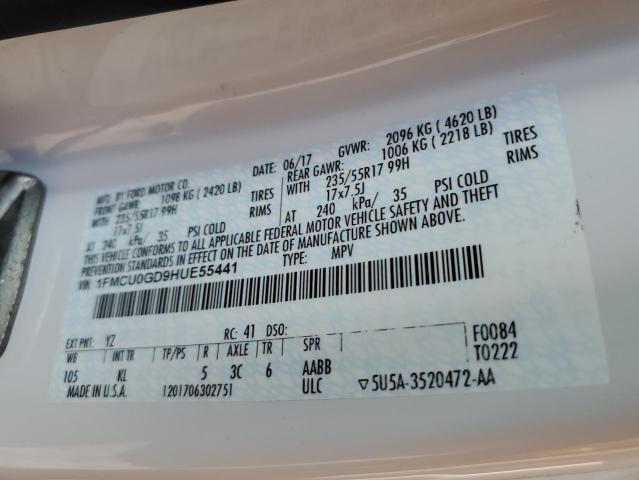 MFG. BY FORD MOTOR CO.
DATE: 06/17 GVWR: 2096 KG ( 4620 LB)
FRONT GAWR: 1098 KG ( 2420 LB) REAR GAWR: 1006 KG ( 2218 LB)
WITH 235/55R17 99H TIRES WITH 235/55R17 99H TIRES
17x7.5J RIMS 17x7.5J RIMS
AT 240 kPa/ 35 PSI COLD AT 240 kPa/ 35 PSI COLD
THIS VEHICLE CONFORMS TO ALL APPLICABLE FEDERAL MOTOR VEHICLE SAFETY AND THEFT
PREVENTION STANDARDS IN EFFECT ON THE DATE OF MANUFACTURE SHOWN ABOVE.
VIN: 1FMCU0GD9HUE55441 TYPE: MPV
EXT PNT: YZ RC: 41 DSO: F0084
WB INT TR TP/PS R AXLE TR SPR T0222
105 KL 5 3C 6 AABB
MADE IN U.S.A. 1201706302751 ULC ▽5U5A-3520472-AA